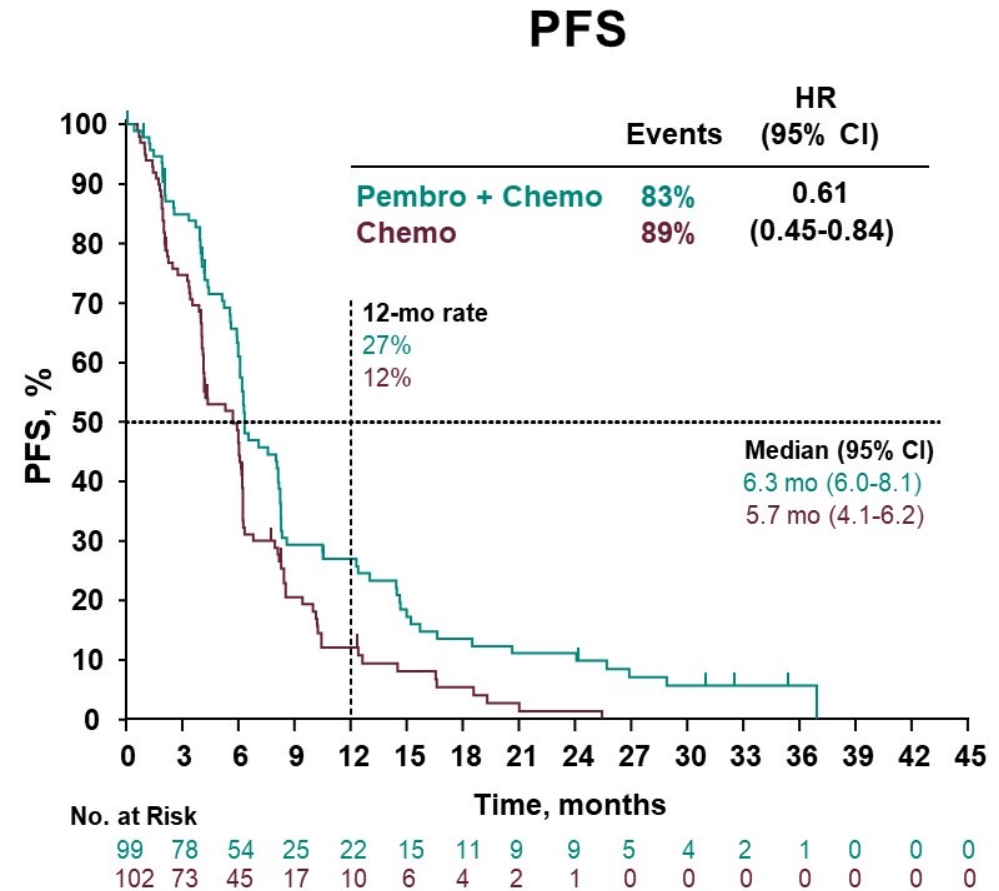 PFS
HR
Events (95% CI)
Pembro + Chemo 83% 0.61
Chemo 89% (0.45-0.84)
12-mo rate
27%
12%
Median (95% CI)
6.3 mo (6.0-8.1)
5.7 mo (4.1-6.2)
PFS, %
100
90
80
70
60
50
40
30
20
10
0
0 3 6 9 12 15 18 21 24 27 30 33 36 39 42 45
Time, months
No. at Risk
99 78 54 25 22 15 11 9 9 5 4 2 1 0 0 0
102 73 45 17 10 6 4 2 1 0 0 0 0 0 0 0